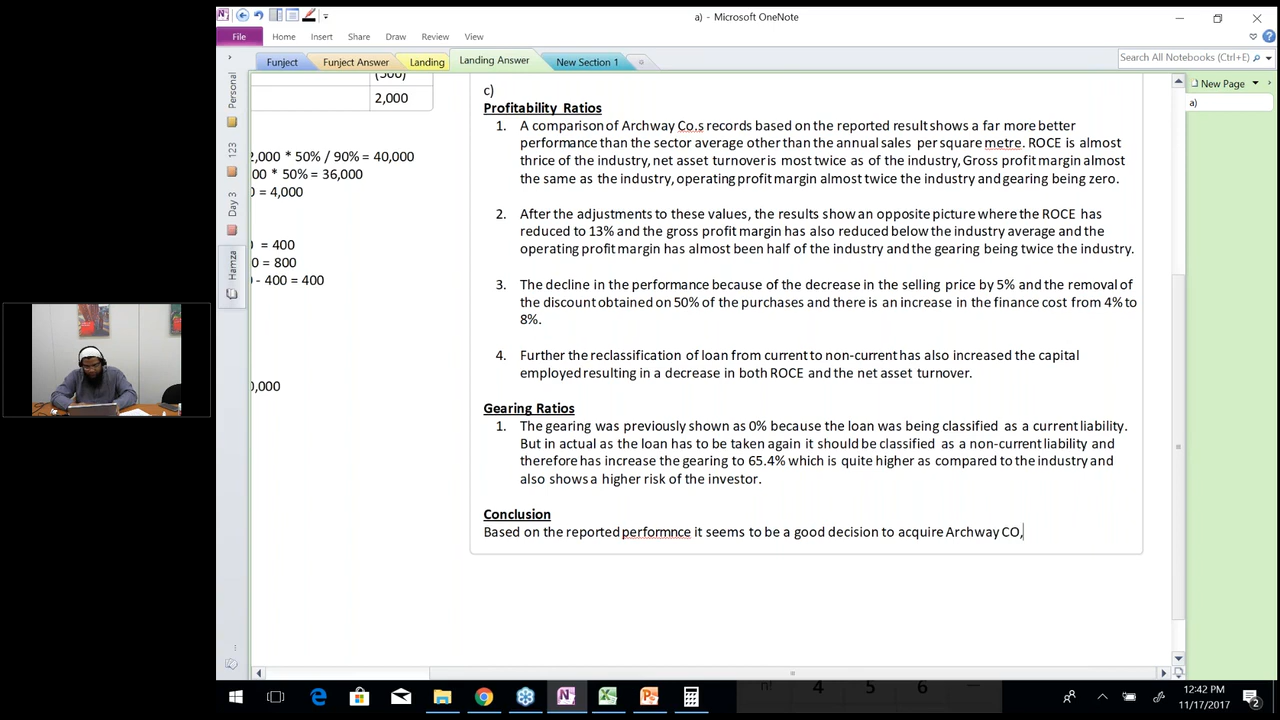 a) - Microsoft OneNote
File Home Insert Share Draw Review View
Funject Funject Answer Landing Landing Answer New Section 1
Search All Notebooks (Ctrl+E)
New Page
a)
Personal
123
Day 3
Hamza
(500)
2,000
2,000 * 50% / 90% = 40,000
00 * 50% = 36,000
0 = 4,000
0 = 400
0 = 800
0 - 400 = 400
0,000
c)
Profitability Ratios
1. A comparison of Archway Co.s records based on the reported result shows a far more better
performance than the sector average other than the annual sales per square metre. ROCE is almost
thrice of the industry, net asset turnover is most twice as of the industry, Gross profit margin almost
the same as the industry, operating profit margin almost twice the industry and gearing being zero.
2. After the adjustments to these values, the results show an opposite picture where the ROCE has
reduced to 13% and the gross profit margin has also reduced below the industry average and the
operating profit margin has almost been half of the industry and the gearing being twice the industry.
3. The decline in the performance because of the decrease in the selling price by 5% and the removal of
the discount obtained on 50% of the purchases and there is an increase in the finance cost from 4% to
8%.
4. Further the reclassification of loan from current to non-current has also increased the capital
employed resulting in a decrease in both ROCE and the net asset turnover.
Gearing Ratios
1. The gearing was previously shown as 0% because the loan was being classified as a current liability.
But in actual as the loan has to be taken again it should be classified as a non-current liability and
therefore has increase the gearing to 65.4% which is quite higher as compared to the industry and
also shows a higher risk of the investor.
Conclusion
Based on the reported performnce it seems to be a good decision to acquire Archway CO,
n! 4 5 6
12:42 PM
11/17/2017
2